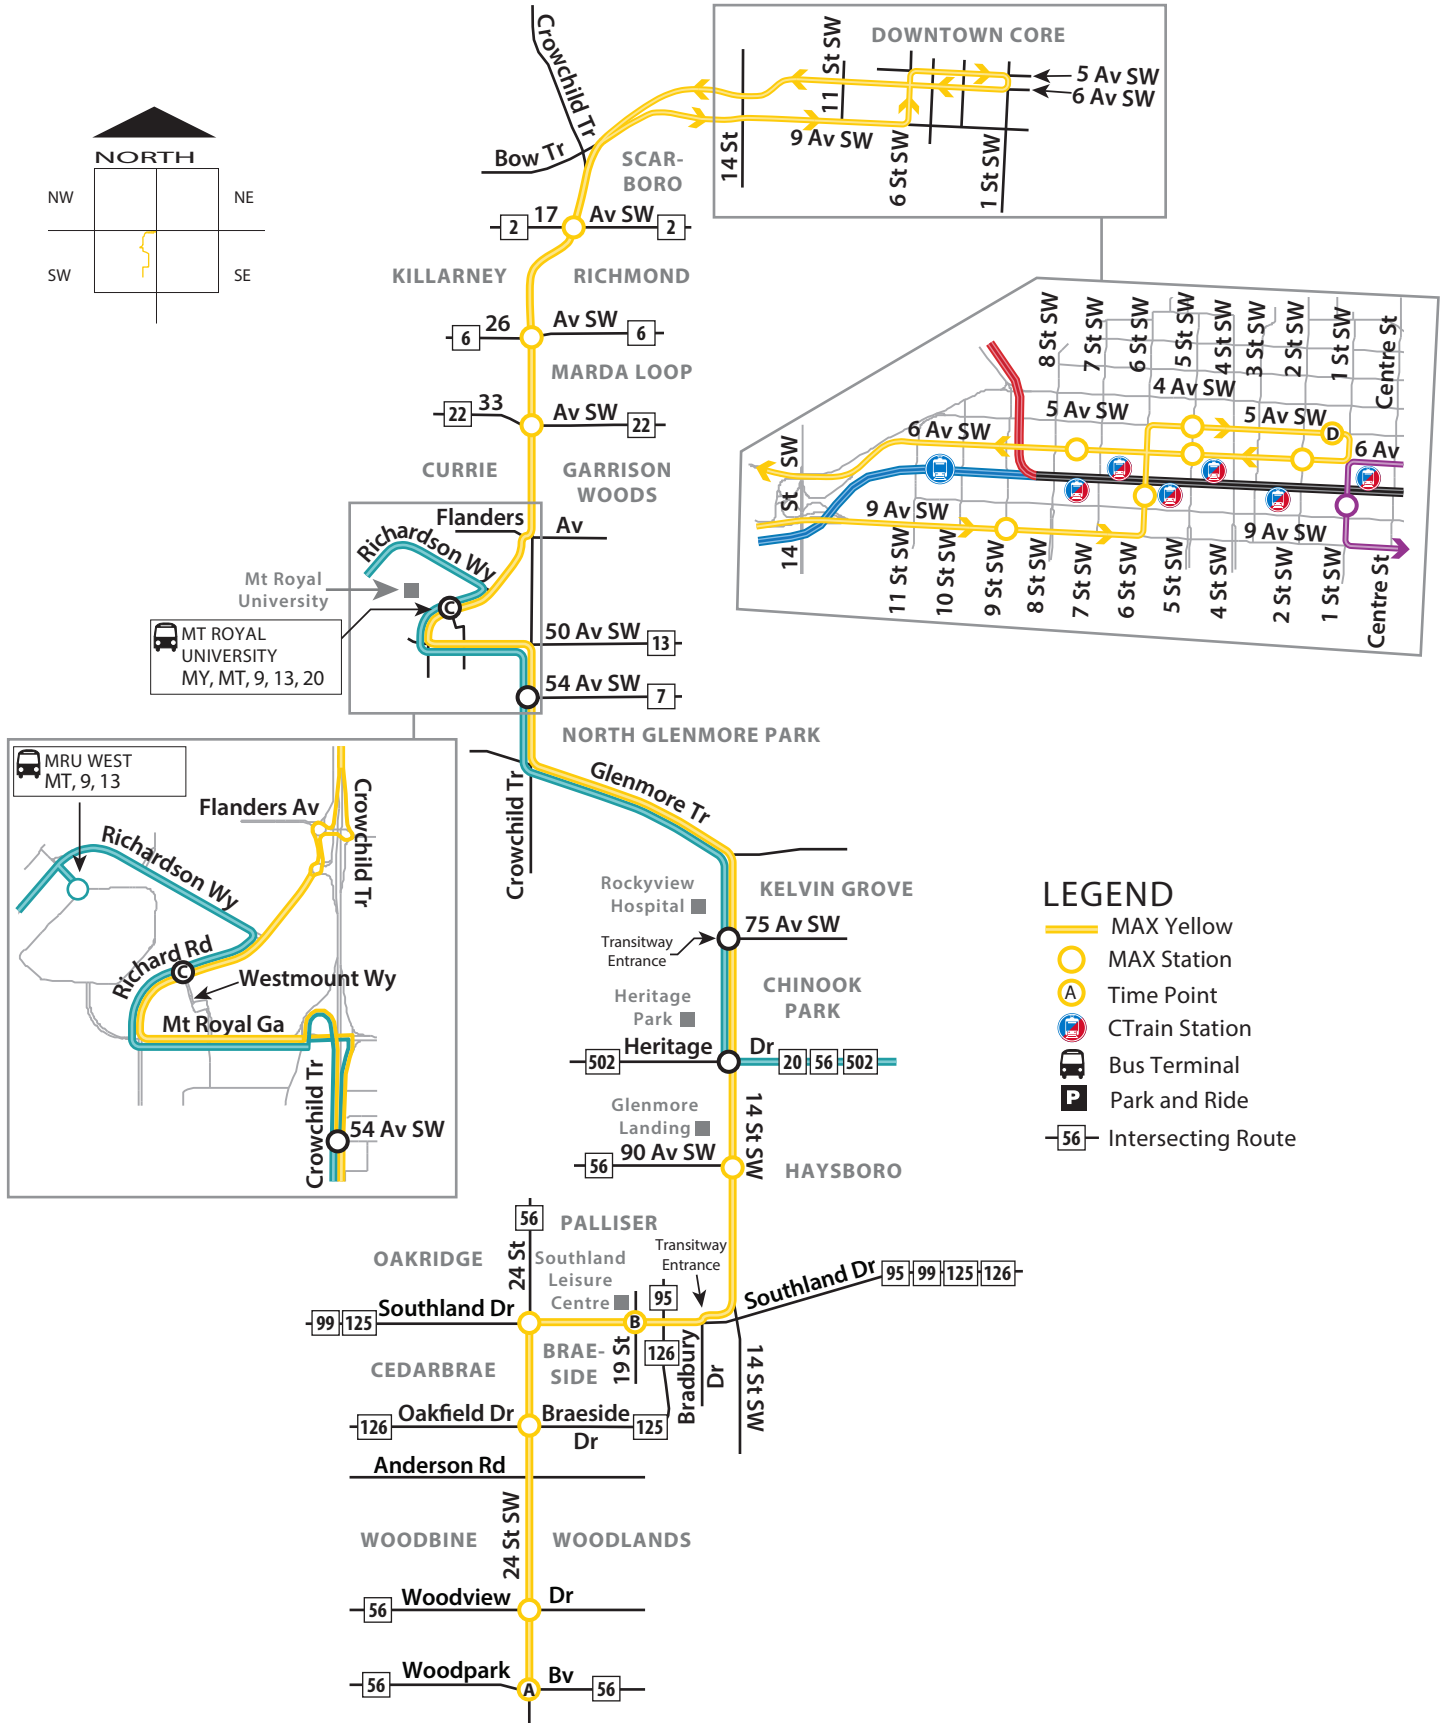 Crowchild Tr
Bow Tr
DOWNTOWN CORE
11 St SW
5 Av SW
6 Av SW
9 Av SW
14 St
6 St SW
1 St SW
NORTH
NW
NE
SW
SE
SCAR-
BORO
2
17
Av SW
2
KILLARNEY
RICHMOND
6
26
Av SW
6
MARDA LOOP
22
33
Av SW
22
CURRIE
GARRISON
WOODS
8 St SW
7 St SW
6 St SW
5 St SW
4 St SW
3 St SW
2 St SW
1 St SW
Centre St
4 Av SW
5 Av SW
5 Av SW
D
6 Av SW
6 Av
14 St SW
9 Av SW
9 Av SW
11 St SW
10 St SW
9 St SW
8 St SW
7 St SW
6 St SW
5 St SW
4 St SW
2 St SW
1 St SW
Centre St
Flanders
Av
Richardson Wy
Mt Royal
University
C
MT ROYAL
UNIVERSITY
MY, MT, 9, 13, 20
50 Av SW
13
54 Av SW
7
NORTH GLENMORE PARK
Crowchild Tr
Glenmore Tr
MRU WEST
MT, 9, 13
Flanders Av
Crowchild Tr
Richardson Wy
Richard Rd
C
Westmount Wy
Mt Royal Ga
Crowchild Tr
54 Av SW
Rockyview
Hospital
KELVIN GROVE
75 Av SW
Transitway
Entrance
CHINOOK
PARK
Heritage
Park
502
Heritage
Dr
20
56
502
Glenmore
Landing
14 St SW
56
90 Av SW
HAYSBORO
LEGEND
MAX Yellow
MAX Station
A
Time Point
CTrain Station
Bus Terminal
P
Park and Ride
56
Intersecting Route
56
24 St
PALLISER
OAKRIDGE
Southland
Leisure
Centre
Transitway
Entrance
95
Southland Dr
95
99
125
126
99
125
Southland Dr
B
19 St
126
Bradbury
Dr
14 St SW
BRAE-
SIDE
CEDARBRAE
126
Oakfield Dr
Braeside
Dr
125
Anderson Rd
24 St SW
WOODBINE
WOODLANDS
56
Woodview
Dr
56
Woodpark
A
Bv
56